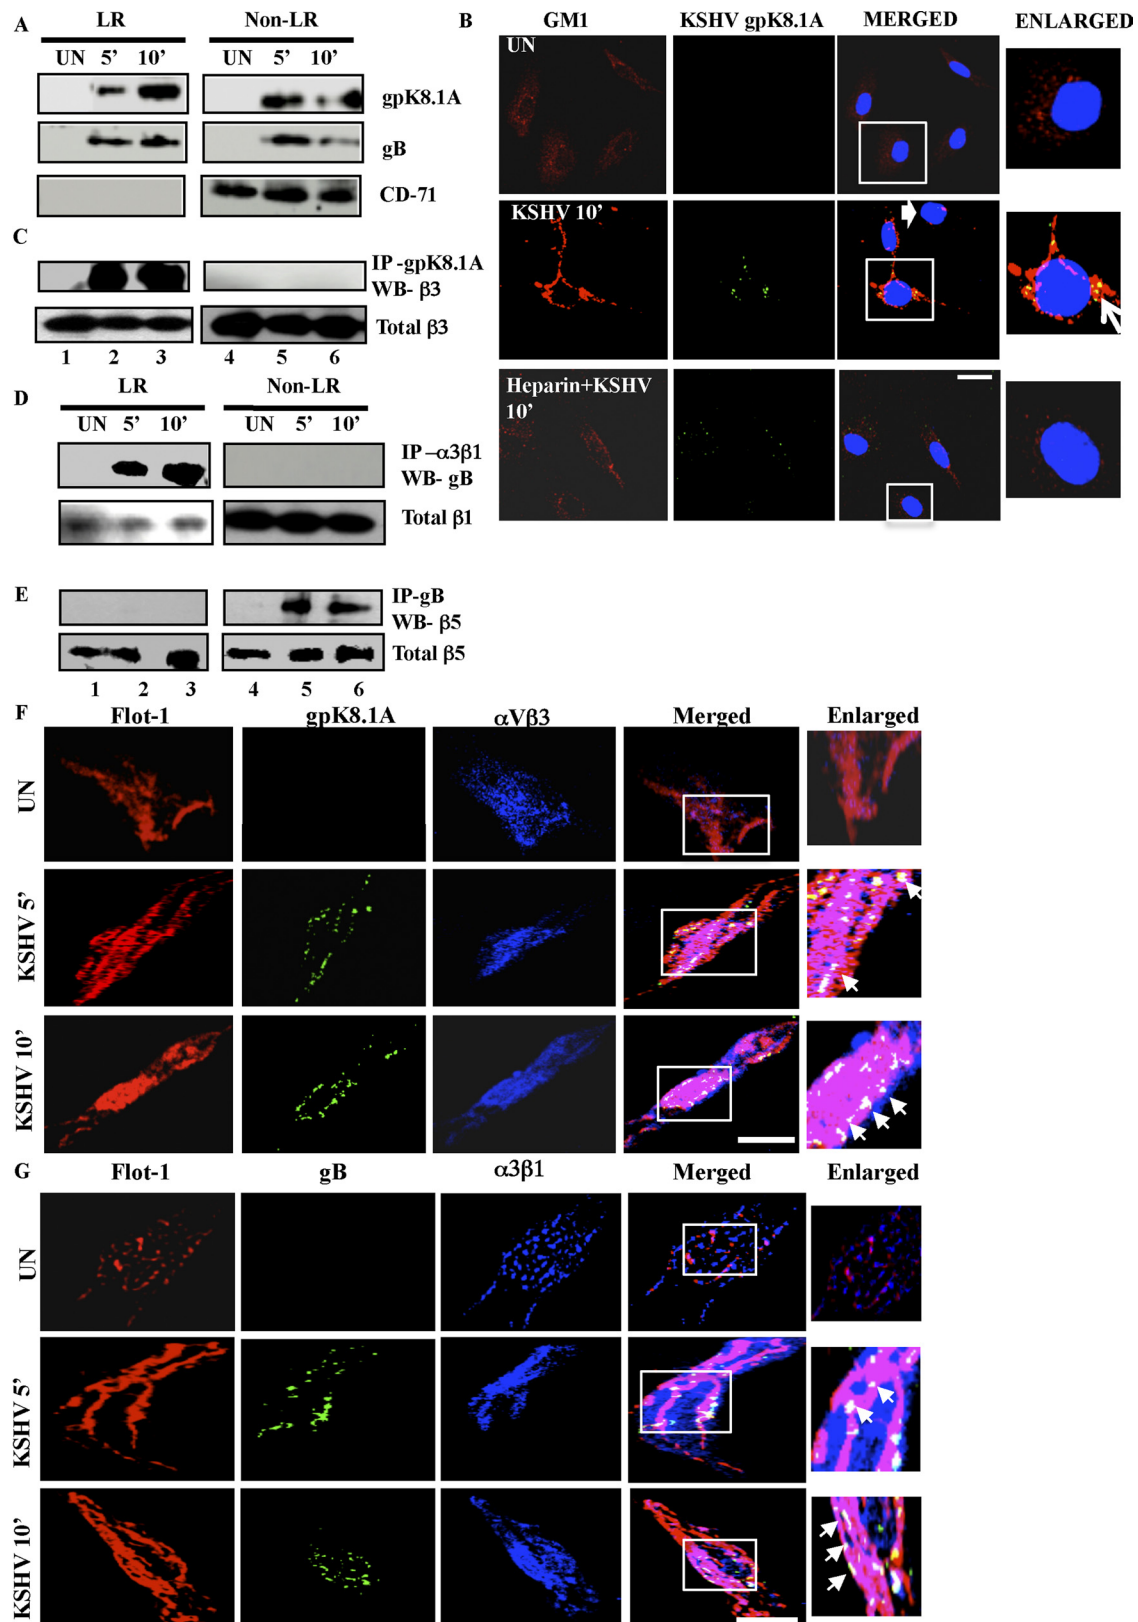 A
LR
Non-LR
UN 5’ 10’
UN 5’ 10’
gpK8.1A
gB
CD-71
C
IP -gpK8.1A
WB- β3
Total β3
1 2 3 4 5 6
B
GM1
KSHV gpK8.1A
MERGED
ENLARGED
UN
KSHV 10’
Heparin+KSHV
10’
D
LR
Non-LR
UN 5’ 10’
UN 5’ 10’
IP –α3β1
WB- gB
Total β1
E
IP-gB
WB- β5
Total β5
1 2 3 4 5 6
F
Flot-1
gpK8.1A
αVβ3
Merged
Enlarged
UN
KSHV 5’
KSHV 10’
G
Flot-1
gB
α3β1
Merged
Enlarged
UN
KSHV 5’
KSHV 10’